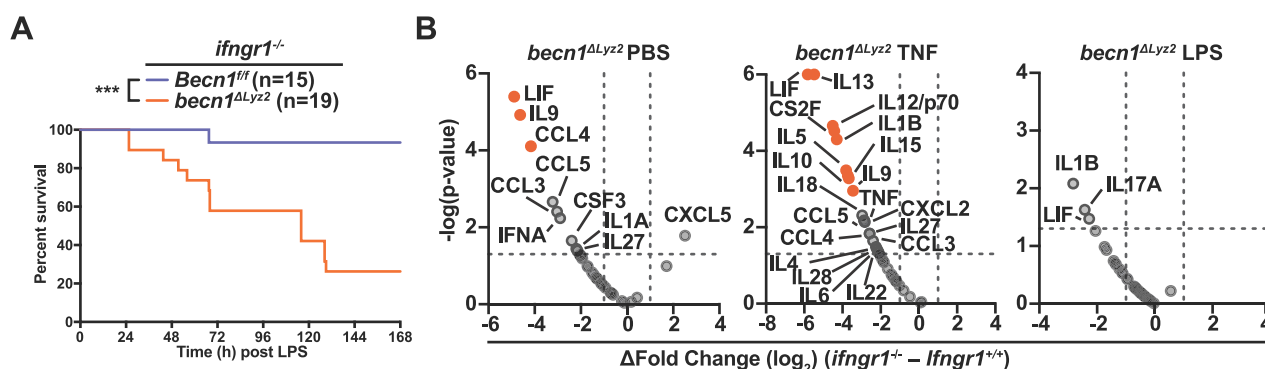 A
ifngr1-/-
*** Becn1f/f (n=15)
becn1ΔLyz2 (n=19)
Percent survival
100
80
60
40
20
0
0 24 48 72 96 120 144 168
Time (h) post LPS
B
becn1ΔLyz2 PBS
-log(p-value)
6
4
2
0
LIF
IL9
CCL4
CCL5
CCL3
CSF3
IL1A
CXCL5
IFNA
IL27
-6 -4 -2 0 2 4 6
becn1ΔLyz2 TNF
6
4
2
0
LIF
IL13
CS2F
IL12/p70
IL5
IL1B
IL10
IL15
IL18
IL9
TNF
CCL5
CXCL2
CCL4
IL27
CCL3
IL4
IL28
IL6
IL22
-8 -6 -4 -2 0 2 4
becn1ΔLyz2 LPS
4
3
2
1
0
IL1B
IL17A
LIF
-4 -2 0 2 4
ΔFold Change (log2) (ifngr1-/- – Ifngr1+/+)